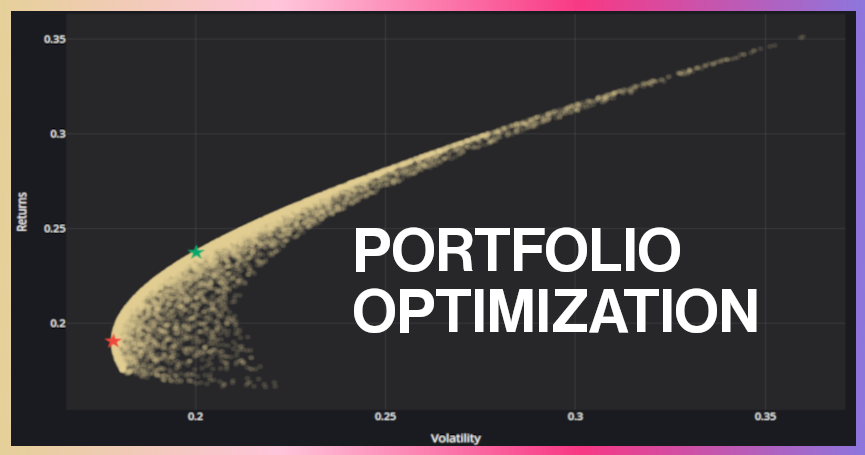 0.35
0.3
0.25
0.2
Returns
PORTFOLIO
OPTIMIZATION
0.2
0.25
0.3
0.35
Volatility